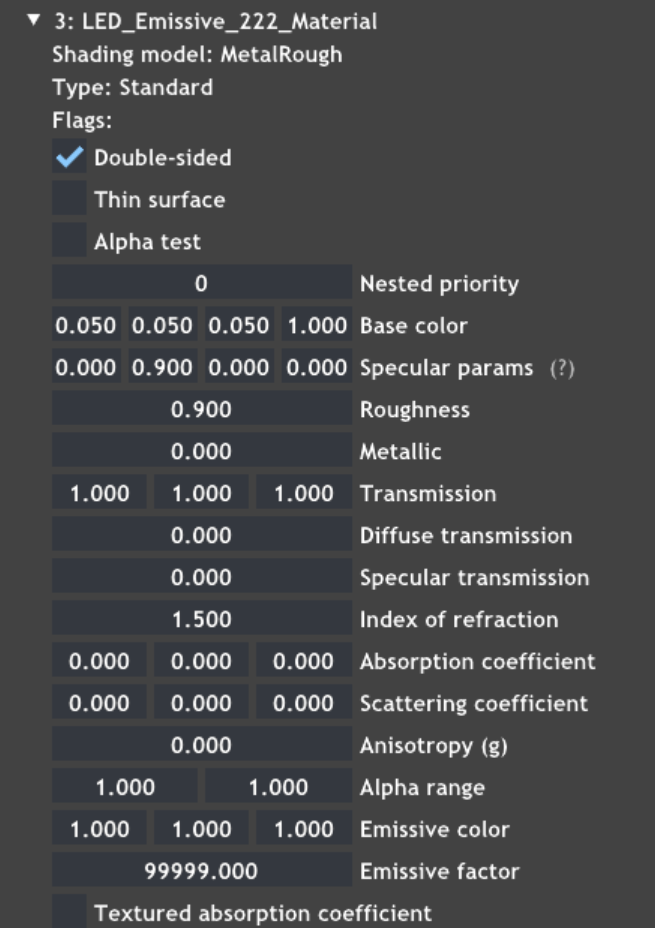 3: LED_Emissive_222_Material
Shading model: MetalRough
Type: Standard
Flags:
Double-sided
Thin surface
Alpha test
0 Nested priority
0.050 0.050 0.050 1.000 Base color
0.000 0.900 0.000 0.000 Specular params (?)
0.900 Roughness
0.000 Metallic
1.000 1.000 1.000 Transmission
0.000 Diffuse transmission
0.000 Specular transmission
1.500 Index of refraction
0.000 0.000 0.000 Absorption coefficient
0.000 0.000 0.000 Scattering coefficient
0.000 Anisotropy (g)
1.000 1.000 Alpha range
1.000 1.000 1.000 Emissive color
99999.000 Emissive factor
Textured absorption coefficient